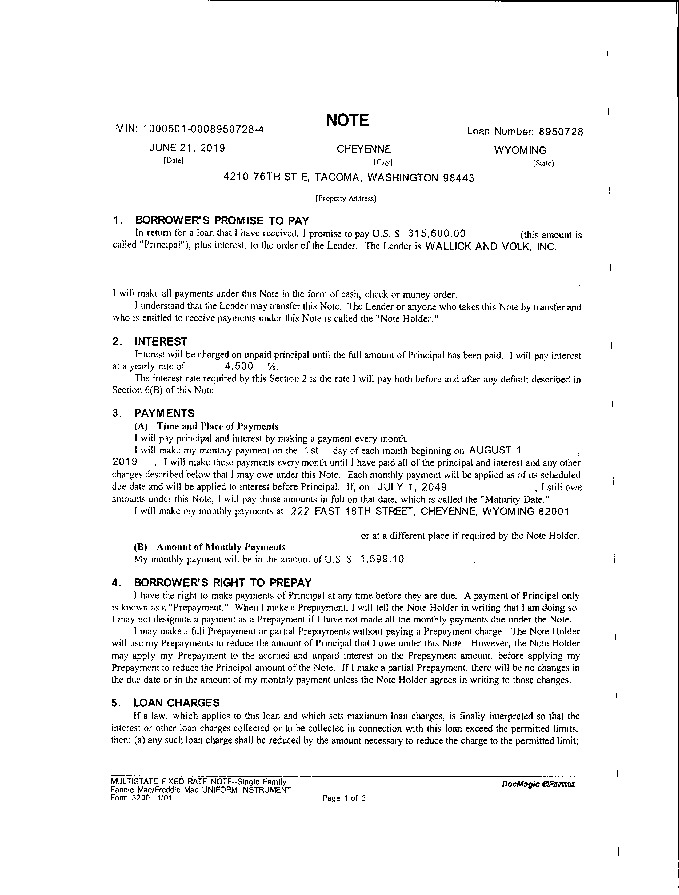 NOTE
MIN: 1000501-0008950728-4
Loan Number: 8950728
JUNE 21, 2019 CHEYENNE WYOMING
[Date] [City] [State]
4210 76TH ST E, TACOMA, WASHINGTON 98443
[Property Address]
1. BORROWER'S PROMISE TO PAY
In return for a loan that I have received, I promise to pay U.S. $ 315,600.00 (this amount is
called "Principal"), plus interest, to the order of the Lender. The Lender is WALLICK AND VOLK, INC.
I will make all payments under this Note in the form of cash, check or money order.
I understand that the Lender may transfer this Note. The Lender or anyone who takes this Note by transfer and
who is entitled to receive payments under this Note is called the "Note Holder."
2. INTEREST
Interest will be charged on unpaid principal until the full amount of Principal has been paid. I will pay interest
at a yearly rate of 4.500 %.
The interest rate required by this Section 2 is the rate I will pay both before and after any default described in
Section 6(B) of this Note.
3. PAYMENTS
(A) Time and Place of Payments
I will pay principal and interest by making a payment every month.
I will make my monthly payment on the 1st day of each month beginning on AUGUST 1 ,
2019 . I will make these payments every month until I have paid all of the principal and interest and any other
charges described below that I may owe under this Note. Each monthly payment will be applied as of its scheduled
due date and will be applied to interest before Principal. If, on JULY 1, 2049 , I still owe
amounts under this Note, I will pay those amounts in full on that date, which is called the "Maturity Date."
I will make my monthly payments at 222 EAST 18TH STREET, CHEYENNE, WYOMING 82001
or at a different place if required by the Note Holder.
(B) Amount of Monthly Payments
My monthly payment will be in the amount of U.S. $ 1,599.10 .
4. BORROWER'S RIGHT TO PREPAY
I have the right to make payments of Principal at any time before they are due. A payment of Principal only
is known as a "Prepayment." When I make a Prepayment, I will tell the Note Holder in writing that I am doing so.
I may not designate a payment as a Prepayment if I have not made all the monthly payments due under the Note.
I may make a full Prepayment or partial Prepayments without paying a Prepayment charge. The Note Holder
will use my Prepayments to reduce the amount of Principal that I owe under this Note. However, the Note Holder
may apply my Prepayment to the accrued and unpaid interest on the Prepayment amount, before applying my
Prepayment to reduce the Principal amount of the Note. If I make a partial Prepayment, there will be no changes in
the due date or in the amount of my monthly payment unless the Note Holder agrees in writing to those changes.
5. LOAN CHARGES
If a law, which applies to this loan and which sets maximum loan charges, is finally interpreted so that the
interest or other loan charges collected or to be collected in connection with this loan exceed the permitted limits,
then: (a) any such loan charge shall be reduced by the amount necessary to reduce the charge to the permitted limit;
MULTISTATE FIXED RATE NOTE--Single Family
Fannie Mae/Freddie Mac UNIFORM INSTRUMENT
Form 3200 1/01 Page 1 of 3
DocMagic